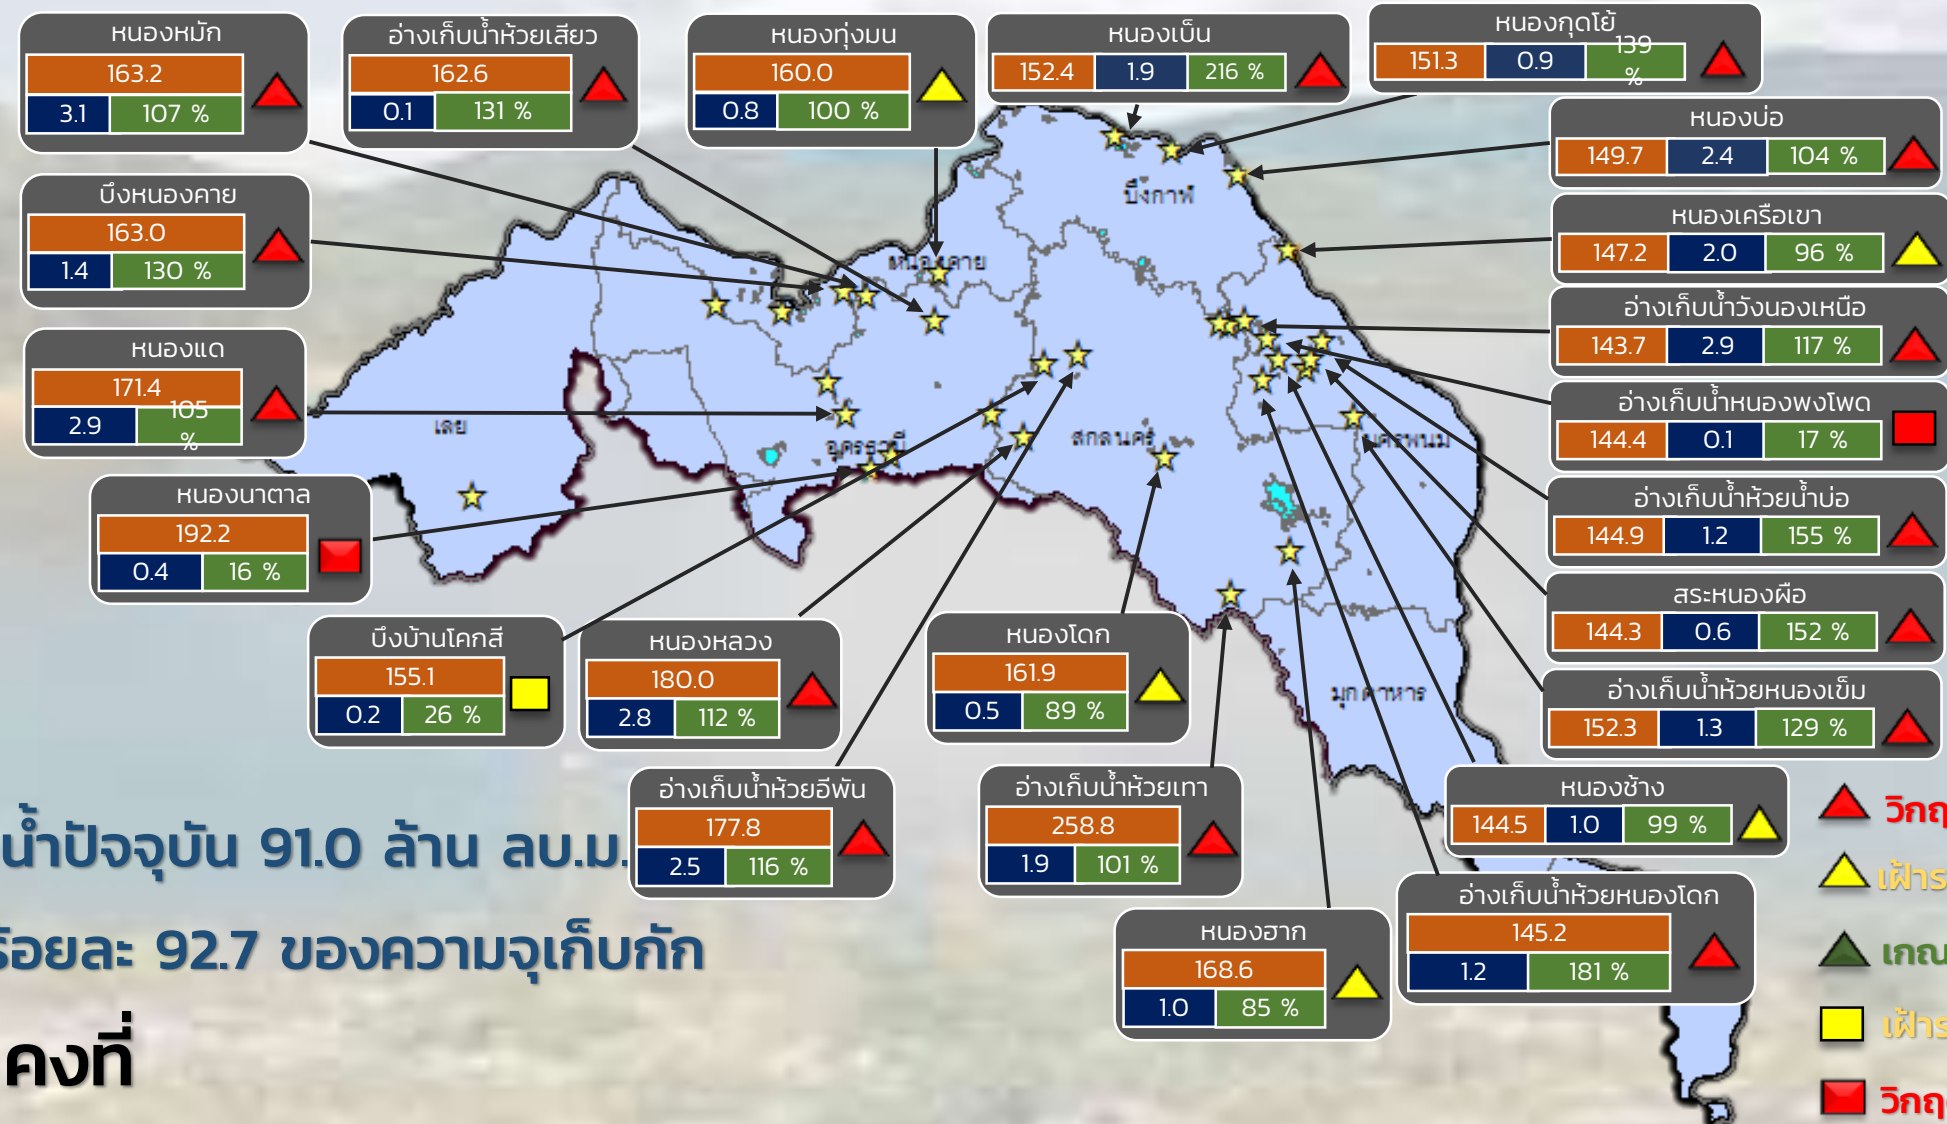 หนองหมัก
163.2
3.1 107 %
อ่างเก็บน้ำห้วยเสียว
162.6
0.1 131 %
หนองทุ่งมน
160.0
0.8 100 %
หนองเบ็น
152.4 1.9 216 %
หนองกุดโย้
151.3 0.9 139 %
หนองบ่อ
149.7 2.4 104 %
บึงหนองคาย
163.0
1.4 130 %
หนองเครือเขา
147.2 2.0 96 %
อ่างเก็บน้ำวังนองเหนือ
143.7 2.9 117 %
หนองแด
171.4
2.9 105 %
อ่างเก็บน้ำหนองพงโพด
144.4 0.1 17 %
หนองนาตาล
192.2
0.4 16 %
อ่างเก็บน้ำห้วยน้ำบ่อ
144.9 1.2 155 %
สระหนองผือ
144.3 0.6 152 %
บึงบ้านโคกสี
155.1
0.2 26 %
หนองหลวง
180.0
2.8 112 %
หนองโดก
161.9
0.5 89 %
อ่างเก็บน้ำห้วยหนองเข็ม
152.3 1.3 129 %
อ่างเก็บน้ำห้วยอีพัน
177.8
2.5 116 %
อ่างเก็บน้ำห้วยเทา
258.8
1.9 101 %
หนองช้าง
144.5 1.0 99 %
หนองฮาก
168.6
1.0 85 %
อ่างเก็บน้ำห้วยหนองโดก
145.2
1.2 181 %
บึงกาฬ
หนองคาย
เลย
อุดรธานี
สกลนคร
นครพนม
มุกดาหาร
น้ำปัจจุบัน 91.0 ล้าน ลบ.ม.
ร้อยละ 92.7 ของความจุเก็บกัก
คงที่
วิกฤ
เฝ้าร
เกณ
เฝ้าร
วิกฤ